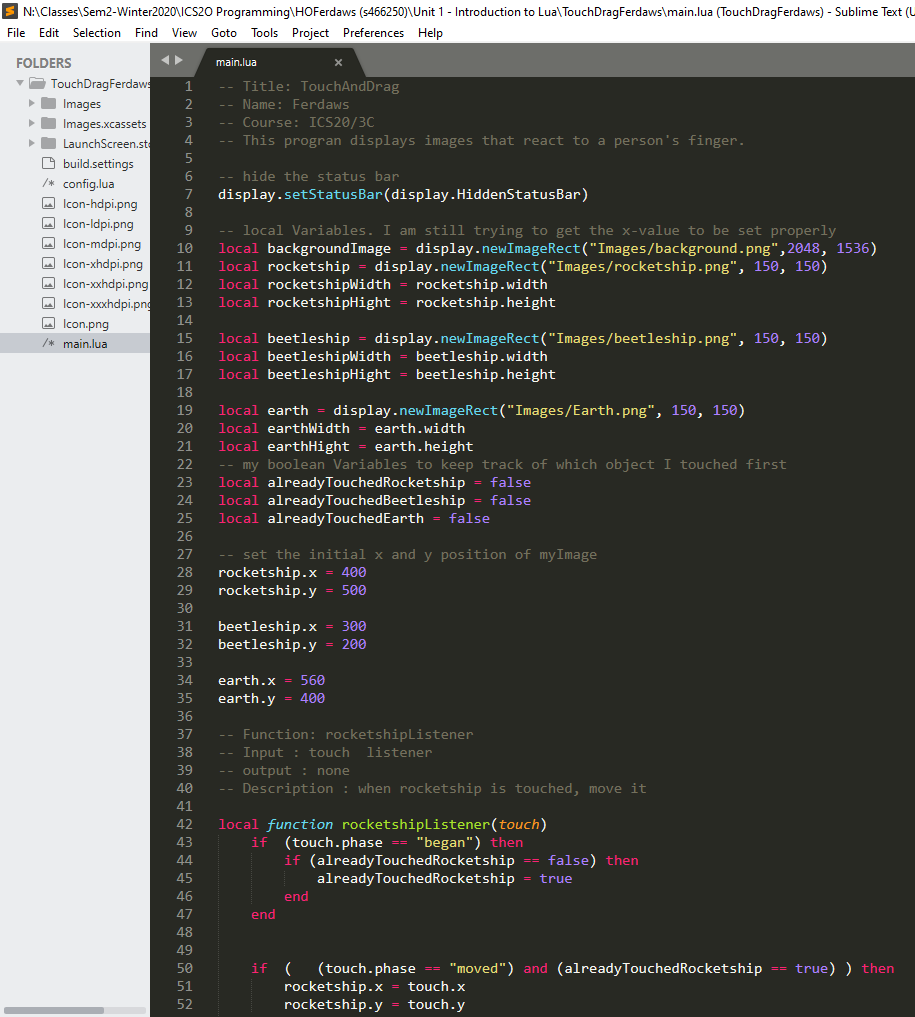 N:\Classes\Sem2-Winter2020\ICS2O Programming\HOFerdaws (s466250)\Unit 1 - Introduction to Lua\TouchDragFerdaws\main.lua (TouchDragFerdaws) - Sublime Text (U
File Edit Selection Find View Goto Tools Project Preferences Help
FOLDERS
TouchDragFerdaws
Images
Images.xcassets
LaunchScreen.sto
build.settings
/* config.lua
Icon-hdpi.png
Icon-ldpi.png
Icon-mdpi.png
Icon-xhdpi.png
Icon-xxhdpi.png
Icon-xxxhdpi.png
Icon.png
/* main.lua
main.lua ×
1 -- Title: TouchAndDrag
2 -- Name: Ferdaws
3 -- Course: ICS20/3C
4 -- This progran displays images that react to a person's finger.
5
6 -- hide the status bar
7 display.setStatusBar(display.HiddenStatusBar)
8
9 -- local Variables. I am still trying to get the x-value to be set properly
10 local backgroundImage = display.newImageRect("Images/background.png",2048, 1536)
11 local rocketship = display.newImageRect("Images/rocketship.png", 150, 150)
12 local rocketshipWidth = rocketship.width
13 local rocketshipHight = rocketship.height
14
15 local beetleship = display.newImageRect("Images/beetleship.png", 150, 150)
16 local beetleshipWidth = beetleship.width
17 local beetleshipHight = beetleship.height
18
19 local earth = display.newImageRect("Images/Earth.png", 150, 150)
20 local earthWidth = earth.width
21 local earthHight = earth.height
22 -- my boolean Variables to keep track of which object I touched first
23 local alreadyTouchedRocketship = false
24 local alreadyTouchedBeetleship = false
25 local alreadyTouchedEarth = false
26
27 -- set the initial x and y position of myImage
28 rocketship.x = 400
29 rocketship.y = 500
30
31 beetleship.x = 300
32 beetleship.y = 200
33
34 earth.x = 560
35 earth.y = 400
36
37 -- Function: rocketshipListener
38 -- Input : touch  listener
39 -- output : none
40 -- Description : when rocketship is touched, move it
41
42 local function rocketshipListener(touch)
43     if  (touch.phase == "began") then
44         if (alreadyTouchedRocketship == false) then
45             alreadyTouchedRocketship = true
46         end
47     end
48
49
50     if  (   (touch.phase == "moved") and (alreadyTouchedRocketship == true) ) then
51         rocketship.x = touch.x
52         rocketship.y = touch.y